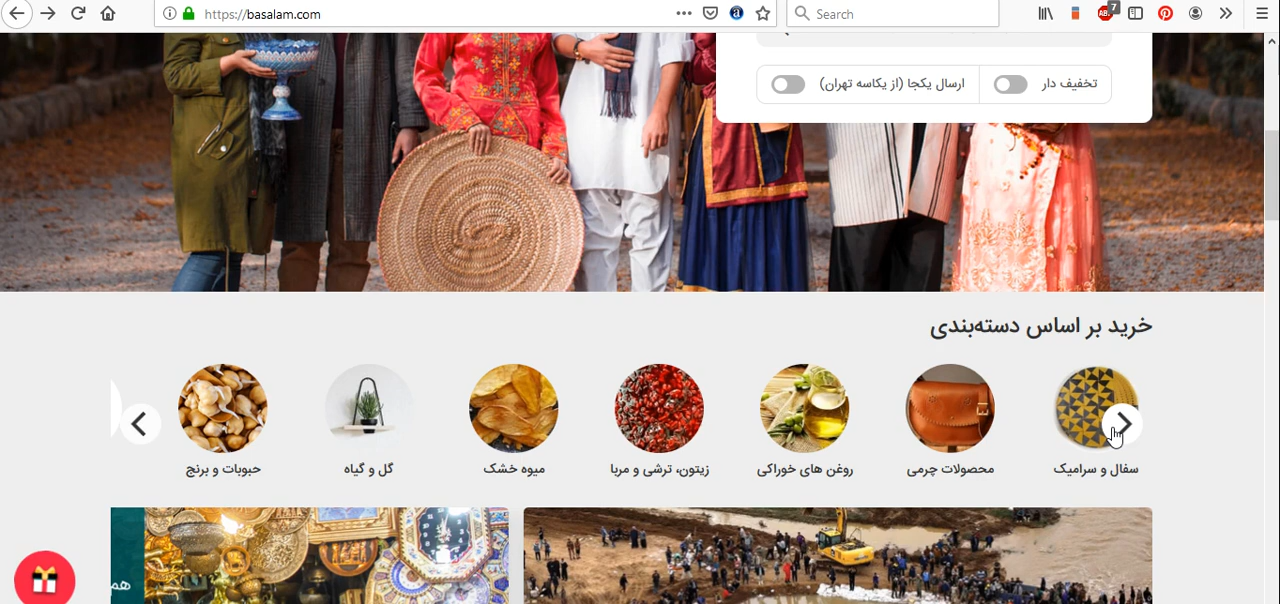 https://basalam.com
Search
7
تخفیف دار
ارسال یکجا (از یکاسه تهران)
خرید بر اساس دسته‌بندی
سفال و سرامیک
محصولات چرمی
روغن های خوراکی
زیتون، ترشی و مربا
میوه خشک
گل و گیاه
حبوبات و برنج